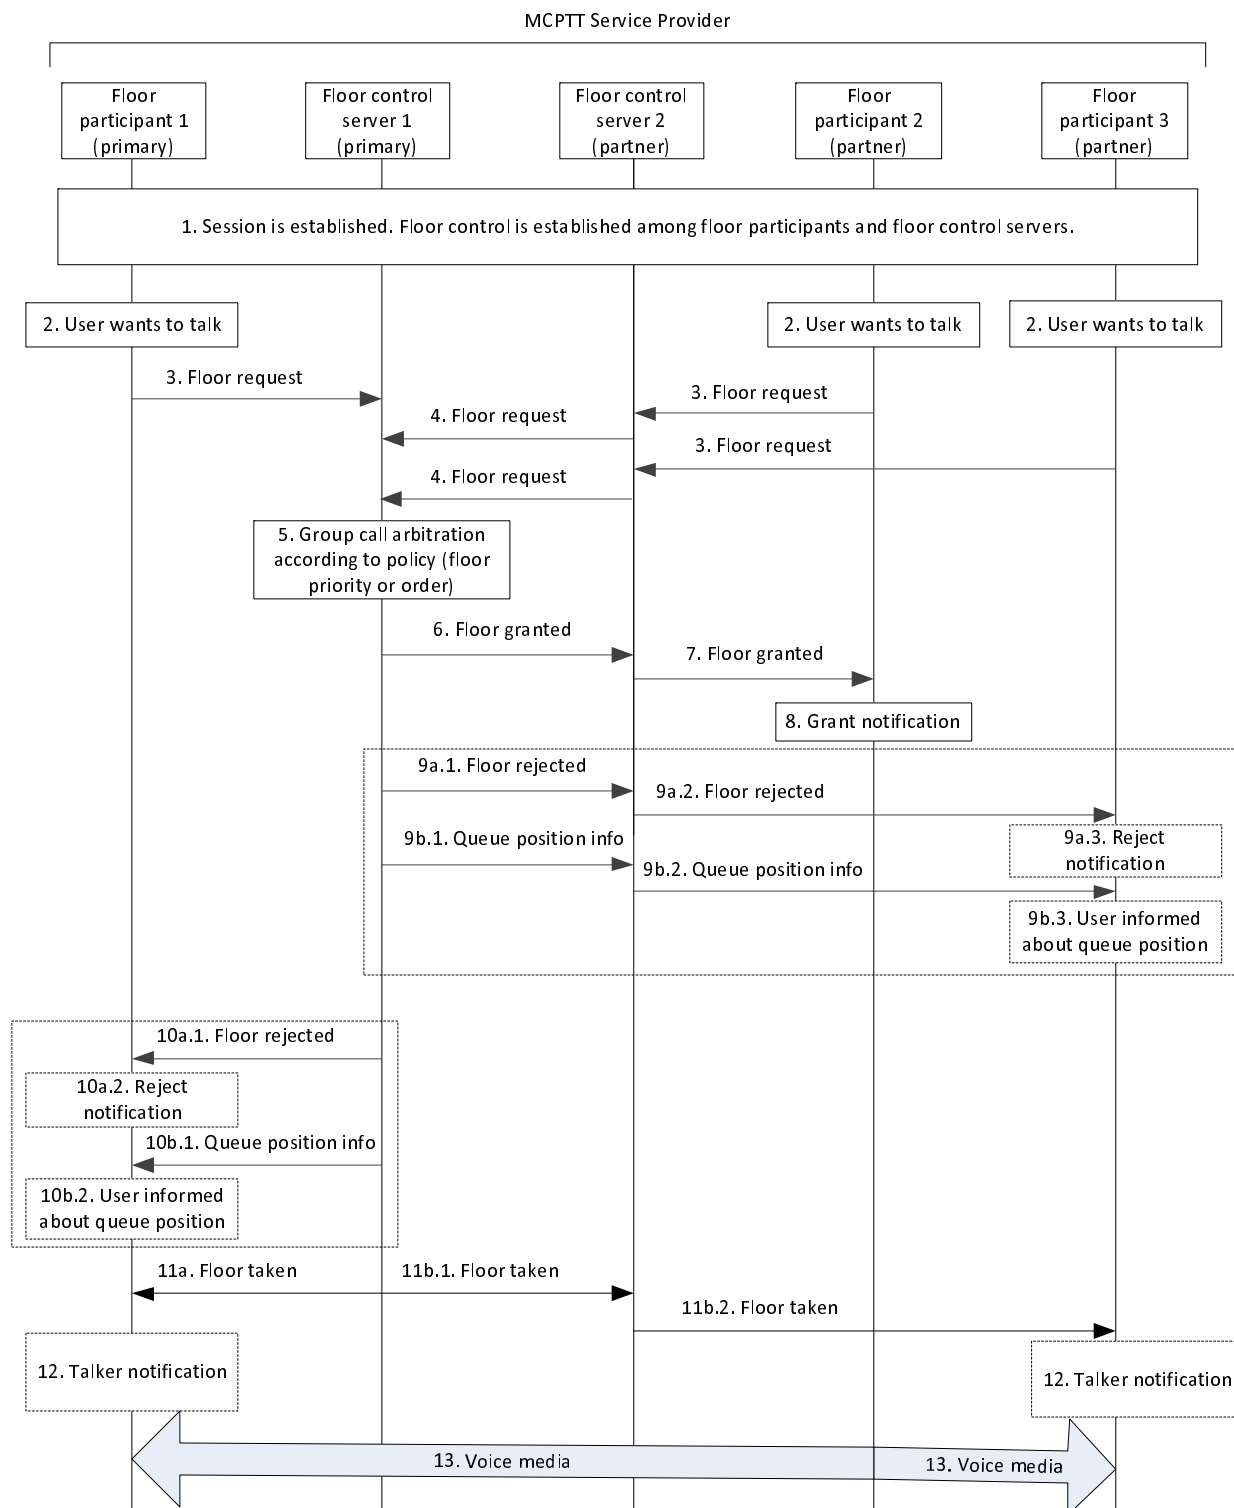 MCPTT Service Provider
Floor
participant 1
(primary)
Floor control
server 1
(primary)
Floor control
server 2
(partner)
Floor
participant 2
(partner)
Floor
participant 3
(partner)
1. Session is established. Floor control is established among floor participants and floor control servers.
2. User wants to talk
2. User wants to talk
2. User wants to talk
3. Floor request
3. Floor request
4. Floor request
3. Floor request
4. Floor request
5. Group call arbitration
according to policy (floor
priority or order)
6. Floor granted
7. Floor granted
8. Grant notification
9a.1. Floor rejected
9a.2. Floor rejected
9a.3. Reject
notification
9b.1. Queue position info
9b.2. Queue position info
9b.3. User informed
about queue position
10a.1. Floor rejected
10a.2. Reject
notification
10b.1. Queue position info
10b.2. User informed
about queue position
11a. Floor taken
11b.1. Floor taken
11b.2. Floor taken
12. Talker notification
12. Talker notification
13. Voice media
13. Voice media